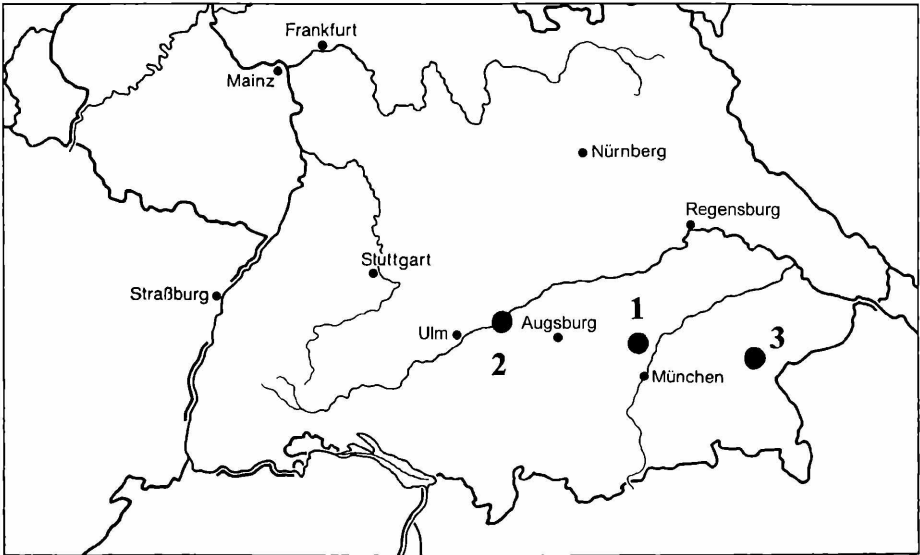 Frankfurt
Mainz
Nürnberg
Regensburg
Stuttgart
Straßburg
Ulm
Augsburg
1
2
3
München